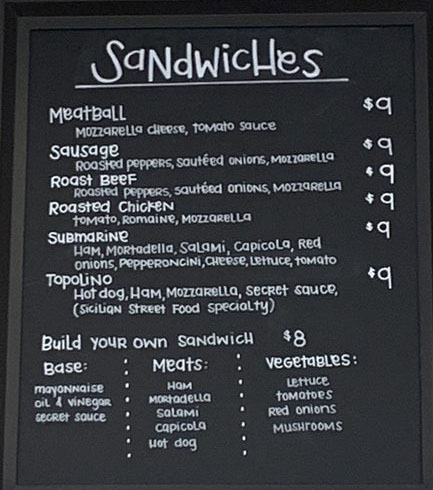 Sandwiches
Meatball $9
Mozzarella cheese, tomato sauce
Sausage $9
Roasted peppers, sautéed onions, mozzarella
Roast Beef $9
Roasted peppers, sautéed onions, mozzarella
Roasted Chicken $9
tomato, romaine, mozzarella
Submarine $9
Ham, mortadella, salami, capicola, red
onions, pepperoncini, cheese, lettuce, tomato
Topolino $9
Hot dog, ham, mozzarella, secret sauce,
(Sicilian street food specialty)
Build your own sandwich $8
Base: Meats: Vegetables:
mayonnaise Ham Lettuce
oil & vinegar mortadella tomatoes
secret sauce salami Red onions
capicola mushrooms
Hot dog